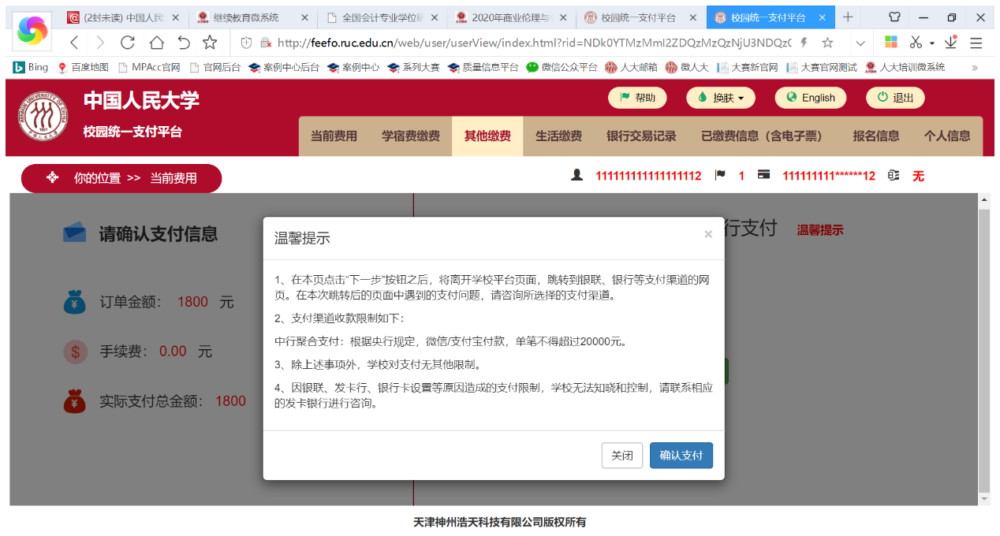 (2封未读) 中国人民
继续教育微系统
全国会计专业学位研
2020年商业伦理与
校园统一支付平台
校园统一支付平台
http://feefo.ruc.edu.cn/web/user/userView/index.html?rid=NDk0YTMzMmI2ZDQzMzQzNjU3NDQzC
Bing 百度地图 MPAcc官网 官网后台 案例中心后台 案例中心 系列大赛 质量信息平台 微信公众平台 人大邮箱 微人大 大赛新官网 大赛官网测试 人大培训微系统 »
中国人民大学
校园统一支付平台
帮助 换肤 English 退出
当前费用 学宿费缴费 其他缴费 生活缴费 银行交易记录 已缴费信息（含电子票） 报名信息 个人信息
你的位置 >> 当前费用
111111111111111112 1 111111111******12 无
请确认支付信息
行支付 温馨提示
订单金额： 1800 元
手续费： 0.00 元
实际支付总金额： 1800
温馨提示 ×
1、在本页点击“下一步”按钮之后，将离开学校平台页面，跳转到银联、银行等支付渠道的网
页。在本次跳转后的页面中遇到的支付问题，请咨询所选择的支付渠道。
2、支付渠道收款限制如下：
中行聚合支付：根据央行规定，微信/支付宝付款，单笔不得超过20000元。
3、除上述事项外，学校对支付无其他限制。
4、因银联、发卡行、银行卡设置等原因造成的支付限制，学校无法知晓和控制，请联系相应
的发卡银行进行咨询。
关闭 确认支付
天津神州浩天科技有限公司版权所有